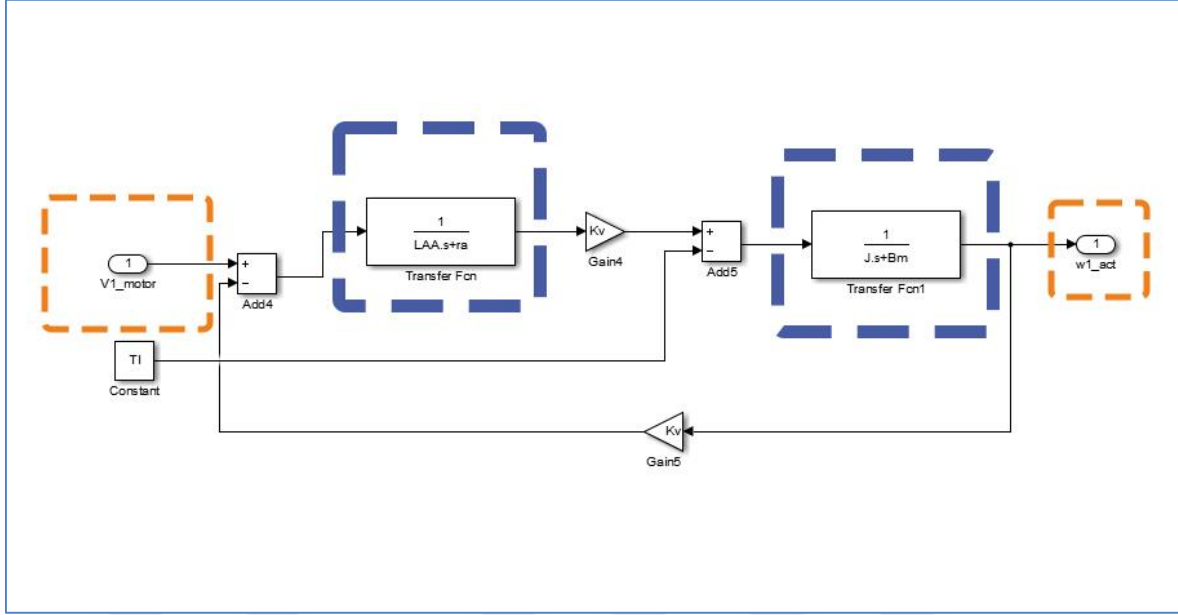 1
V1_motor
+
−
Add4
1
LAA.s+ra
Transfer Fcn
Kv
Gain4
+
−
Add5
1
J.s+Bm
Transfer Fcn1
1
w1_act
Tl
Constant
Kv
Gain5